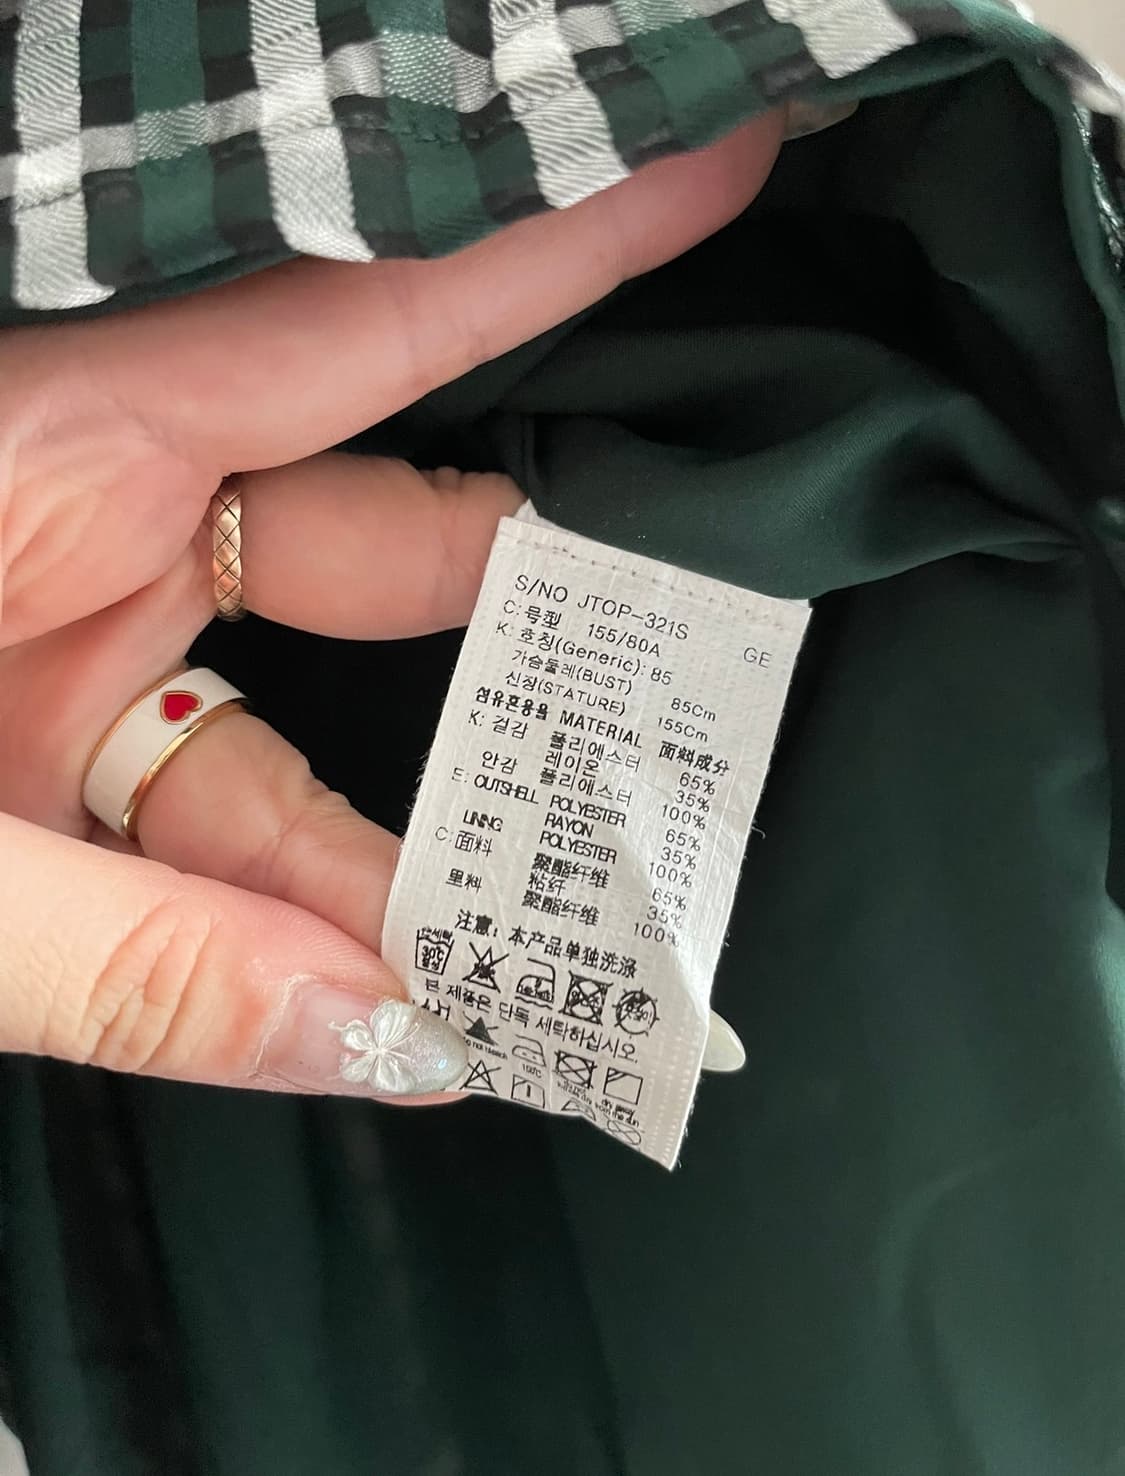 S/NO JTOP-321S
GE
C: 号型 155/80A
K: 호칭(Generic): 85
가슴둘레(BUST) 85Cm
신장(STATURE) 155Cm
섬유혼용율 MATERIAL 面料成分
K: 겉감 폴리에스터 65%
레이온 35%
안감 폴리에스터 100%
E: OUTSHELL POLYESTER 65%
RAYON 35%
LINING POLYESTER 100%
C: 面料 聚酯纤维 65%
粘纤 35%
里料 聚酯纤维 100%
注意: 本产品单独洗涤
30℃
본 제품은 단독 세탁하십시오.
Do not bleach